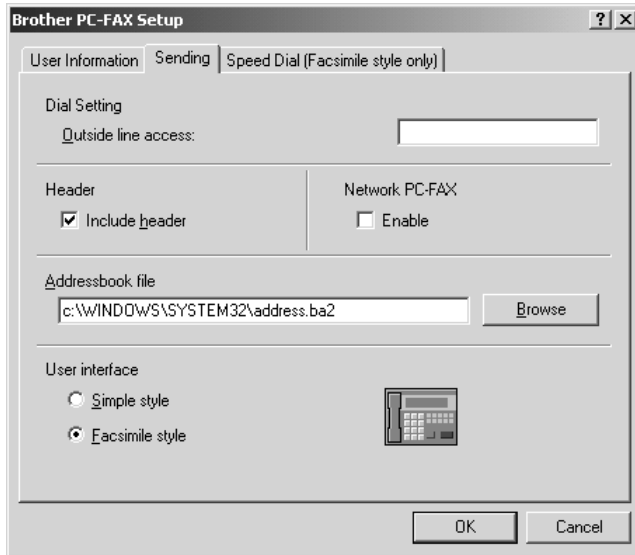 Brother PC-FAX Setup
User Information Sending Speed Dial (Facsimile style only)
Dial Setting
Outside line access:
Header Network PC-FAX
Include header Enable
Addressbook file
c:\WINDOWS\SYSTEM32\address.ba2 Browse
User interface
Simple style
Facsimile style
OK Cancel